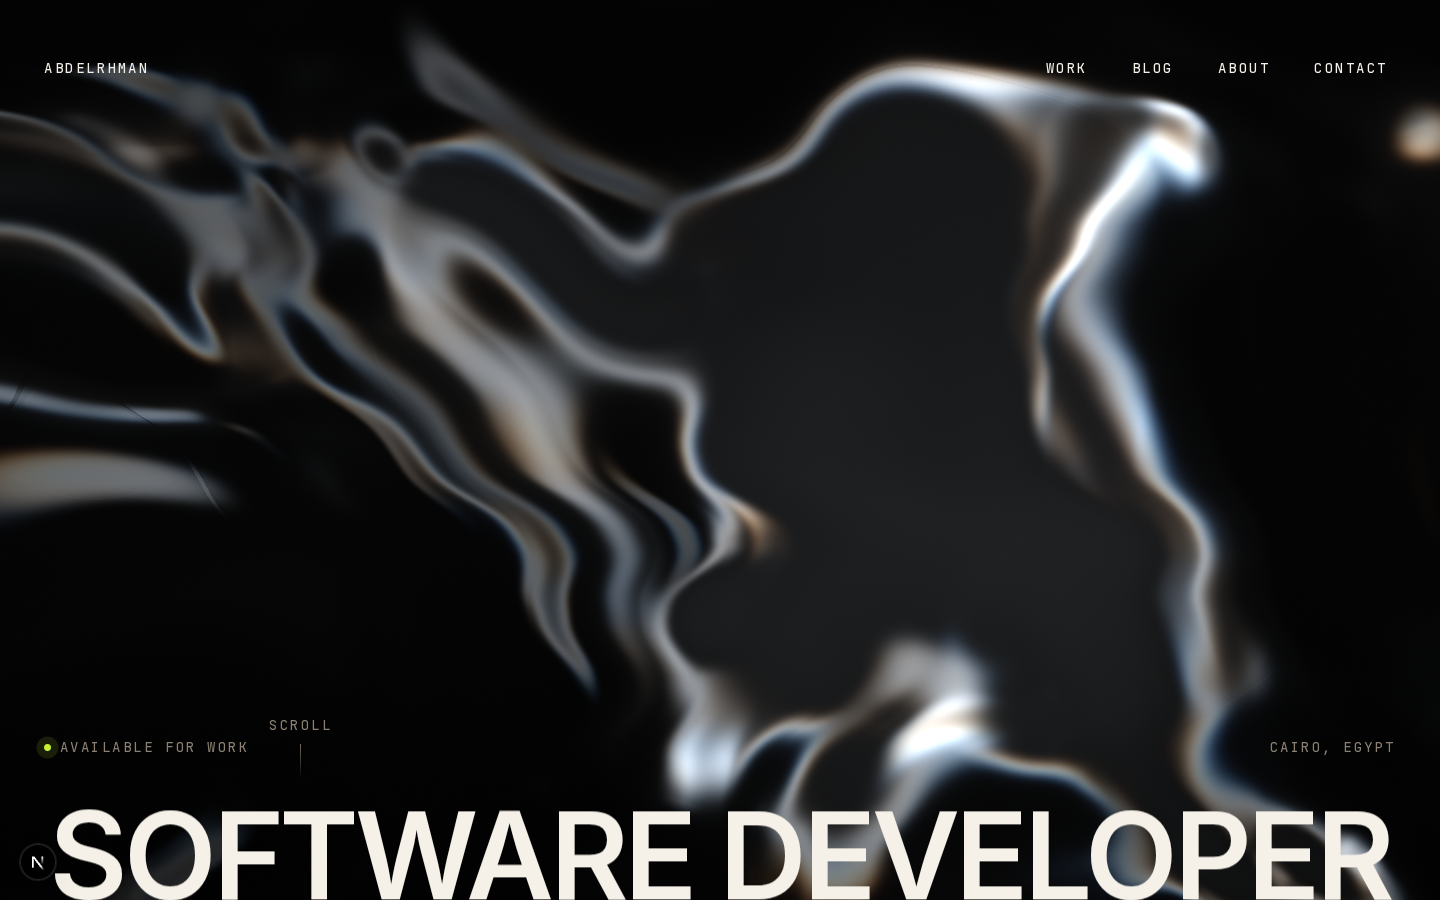 ABDELRHMAN
WORK BLOG ABOUT CONTACT
SCROLL
AVAILABLE FOR WORK
CAIRO, EGYPT
SOFTWARE DEVELOPER
N